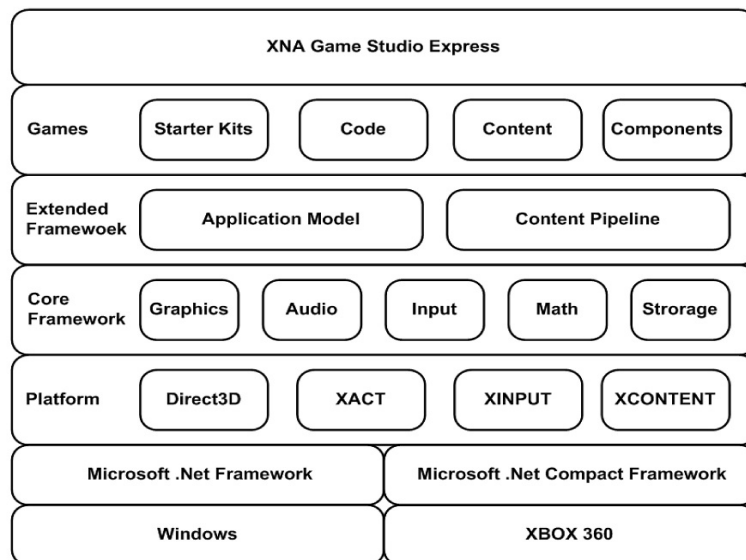 XNA Game Studio Express
Games
Starter Kits
Code
Content
Components
Extended
Framewoek
Application Model
Content Pipeline
Core
Framework
Graphics
Audio
Input
Math
Strorage
Platform
Direct3D
XACT
XINPUT
XCONTENT
Microsoft .Net Framework
Microsoft .Net Compact Framework
Windows
XBOX 360